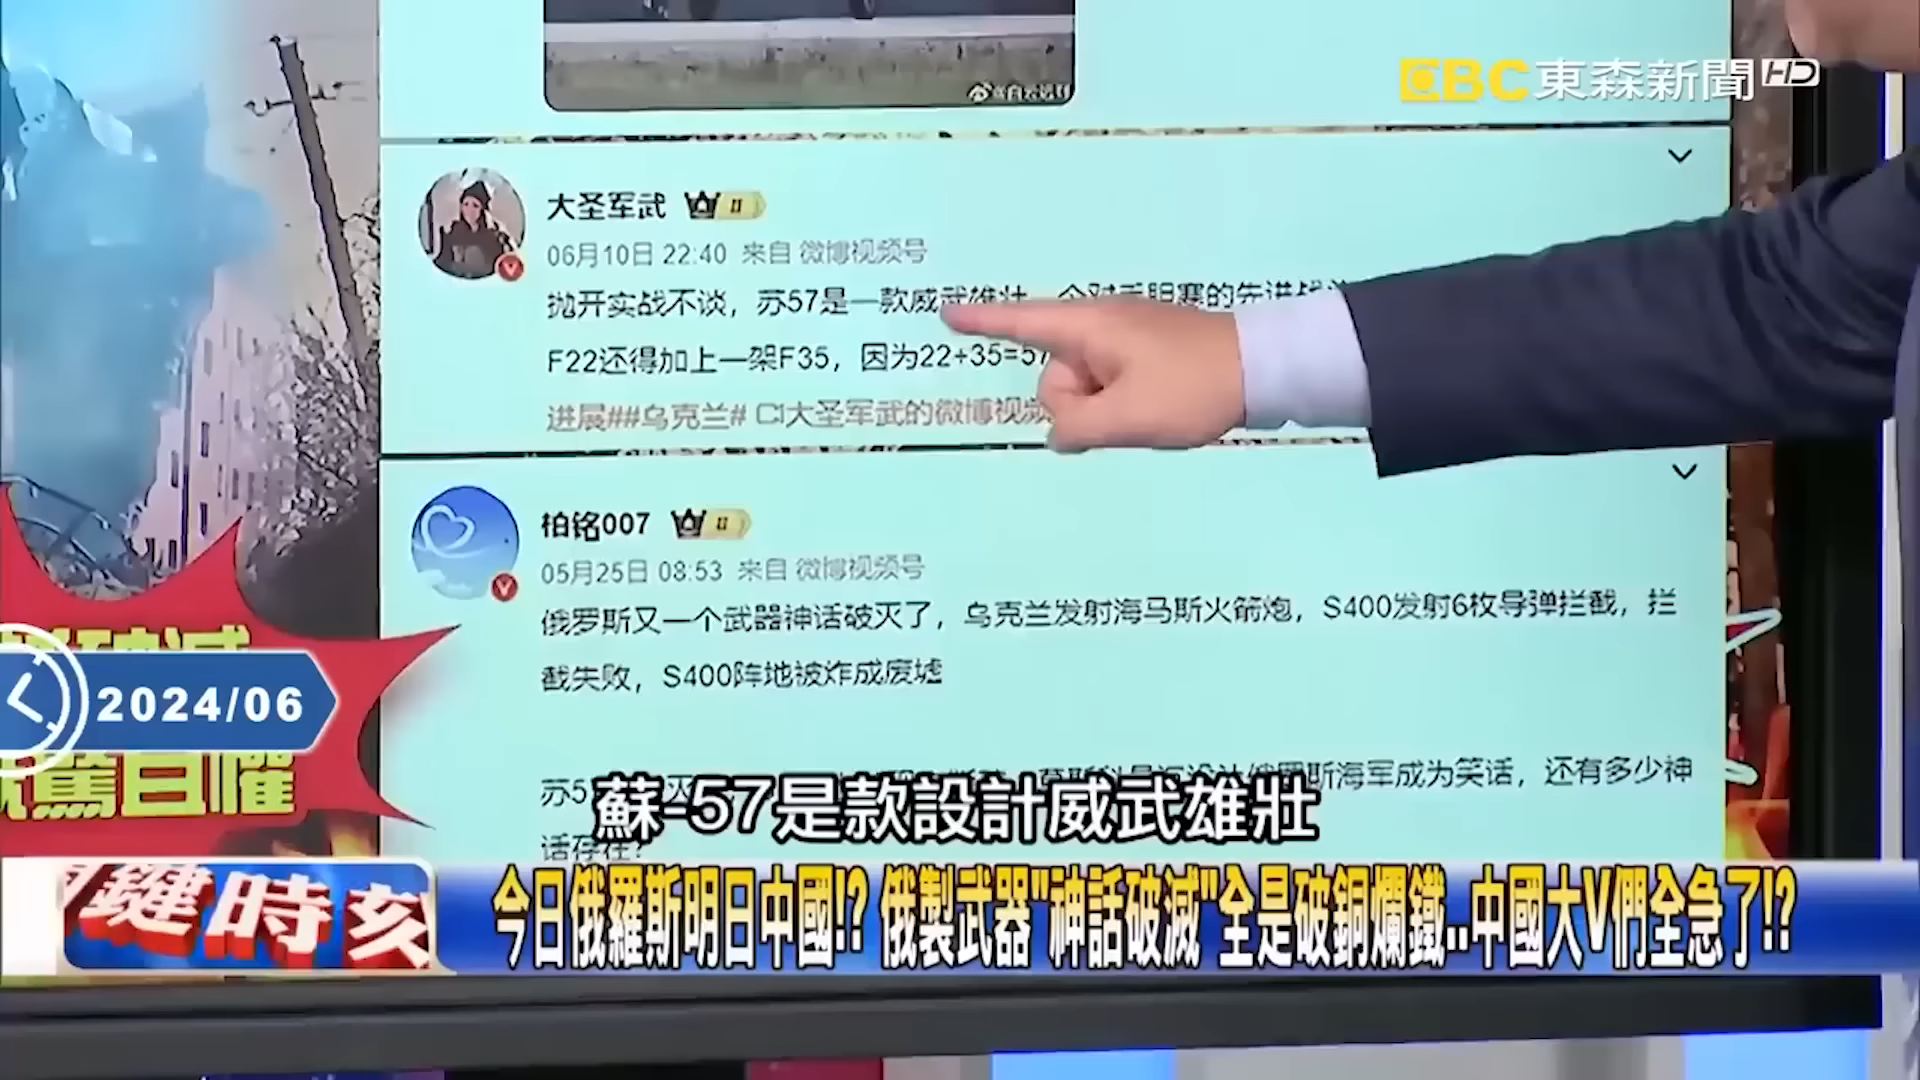 EBC 東森新聞 HD
大圣军武 II
06月10日 22:40 来自 微博视频号
抛开实战不谈，苏57是一款威武雄壮
F22还得加上一架F35，因为22+35=57
进展##乌克兰# 大圣军武的微博视频
柏铭007 II
05月25日 08:53 来自 微博视频号
俄罗斯又一个武器神话破灭了，乌克兰发射海马斯火箭炮，S400发射6枚导弹拦截，拦
截失败，S400阵地被炸成废墟
2024/06
苏5
罗斯海军成为笑话，还有多少神
话存在？
蘇-57是款設計威武雄壯
鍵時刻
今日俄羅斯明日中國!? 俄製武器"神話破滅"全是破銅爛鐵..中國大V們全急了!?